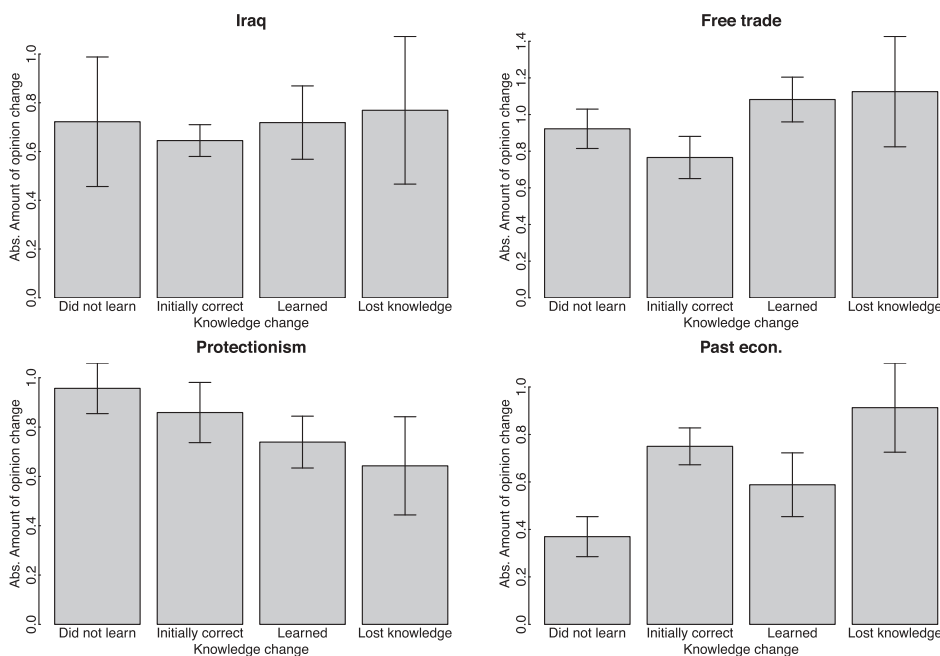 Iraq
Abs. Amount of opinion change
0.0 0.2 0.4 0.6 0.8 1.0
Did not learn Initially correct Learned Lost knowledge
Knowledge change
Free trade
Abs. Amount of opinion change
0.0 0.2 0.4 0.6 0.8 1.0 1.2 1.4
Did not learn Initially correct Learned Lost knowledge
Knowledge change
Protectionism
Abs. Amount of opinion change
0.0 0.2 0.4 0.6 0.8 1.0
Did not learn Initially correct Learned Lost knowledge
Knowledge change
Past econ.
Abs. Amount of opinion change
0.0 0.2 0.4 0.6 0.8 1.0
Did not learn Initially correct Learned Lost knowledge
Knowledge change